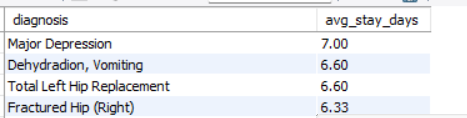 diagnosis avg_stay_days
Major Depression 7.00
Dehydradion, Vomiting 6.60
Total Left Hip Replacement 6.60
Fractured Hip (Right) 6.33